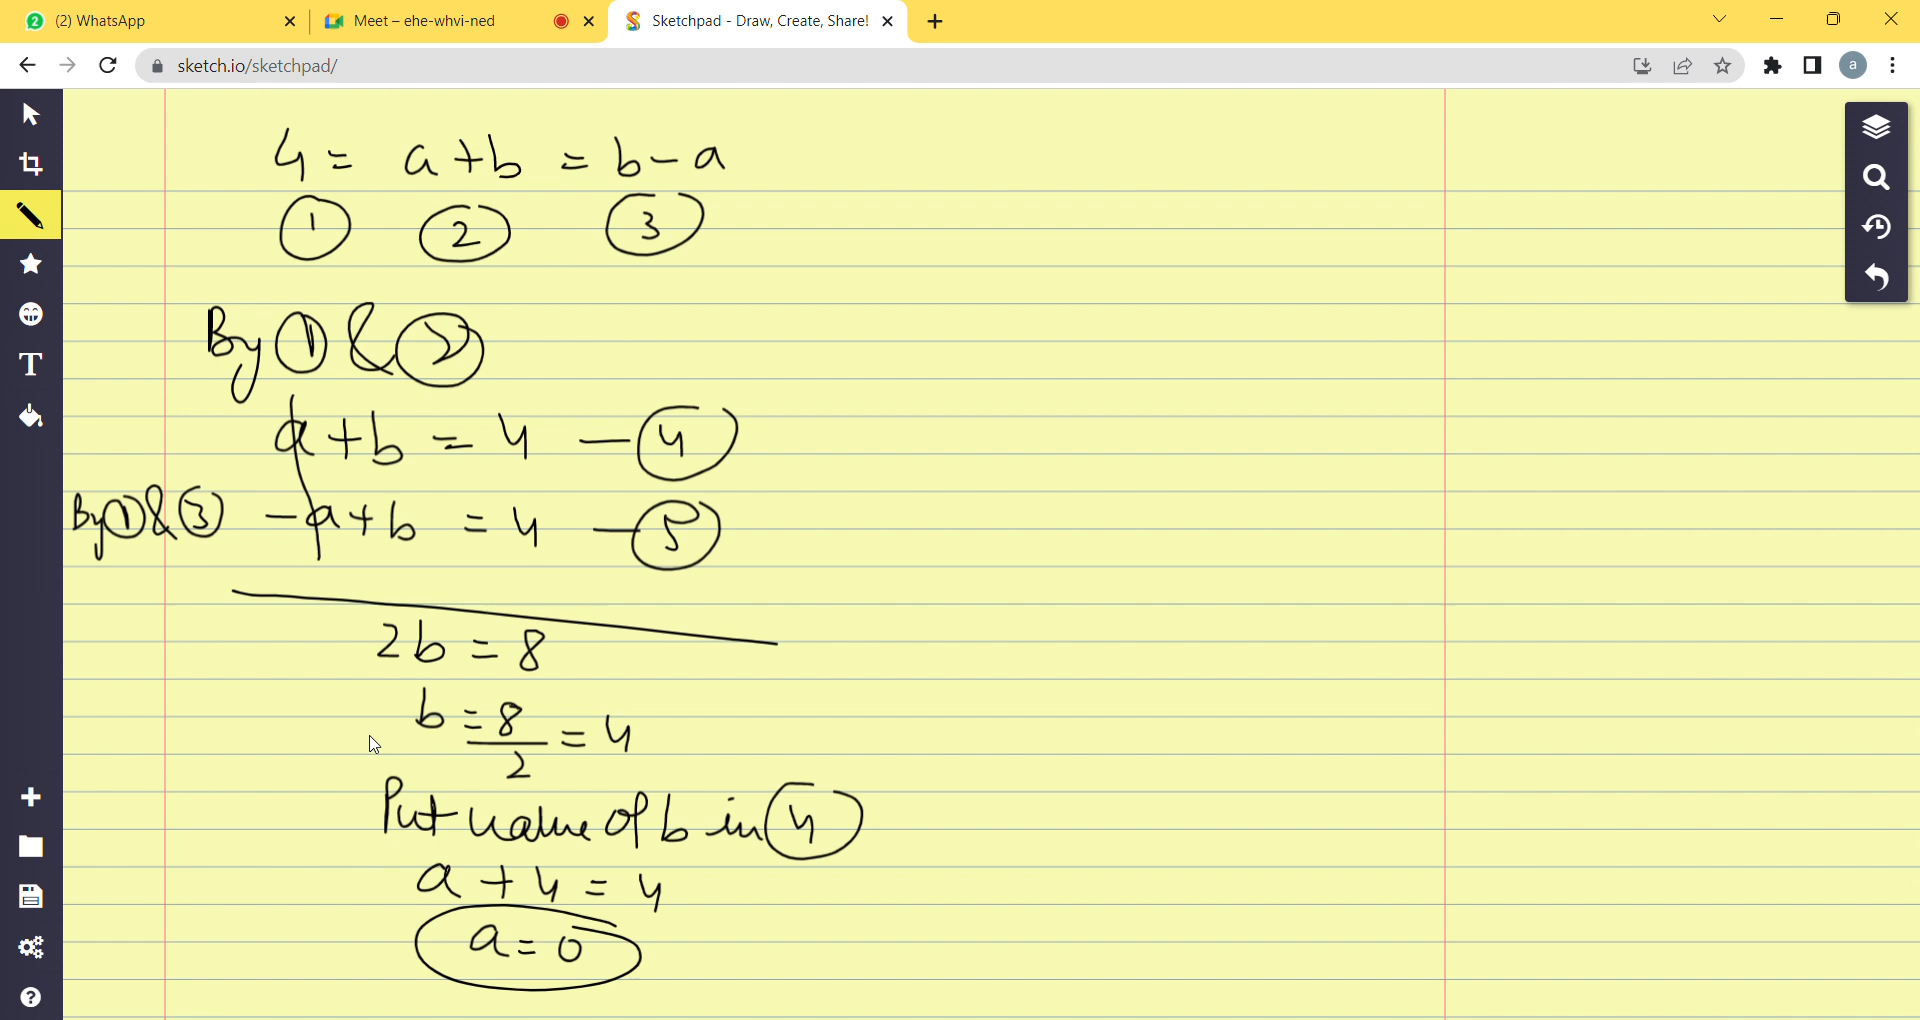 (2) WhatsApp
Meet – ehe-whvi-ned
Sketchpad - Draw, Create, Share!
sketch.io/sketchpad/
a
4 = a+b = b-a
1 2 3
By 1 & 2
a+b = 4 - 4
By 1 & 3 -a+b = 4 - 5
2b = 8
b = 8/2 = 4
Put value of b in 4
a + 4 = 4
a = 0
T